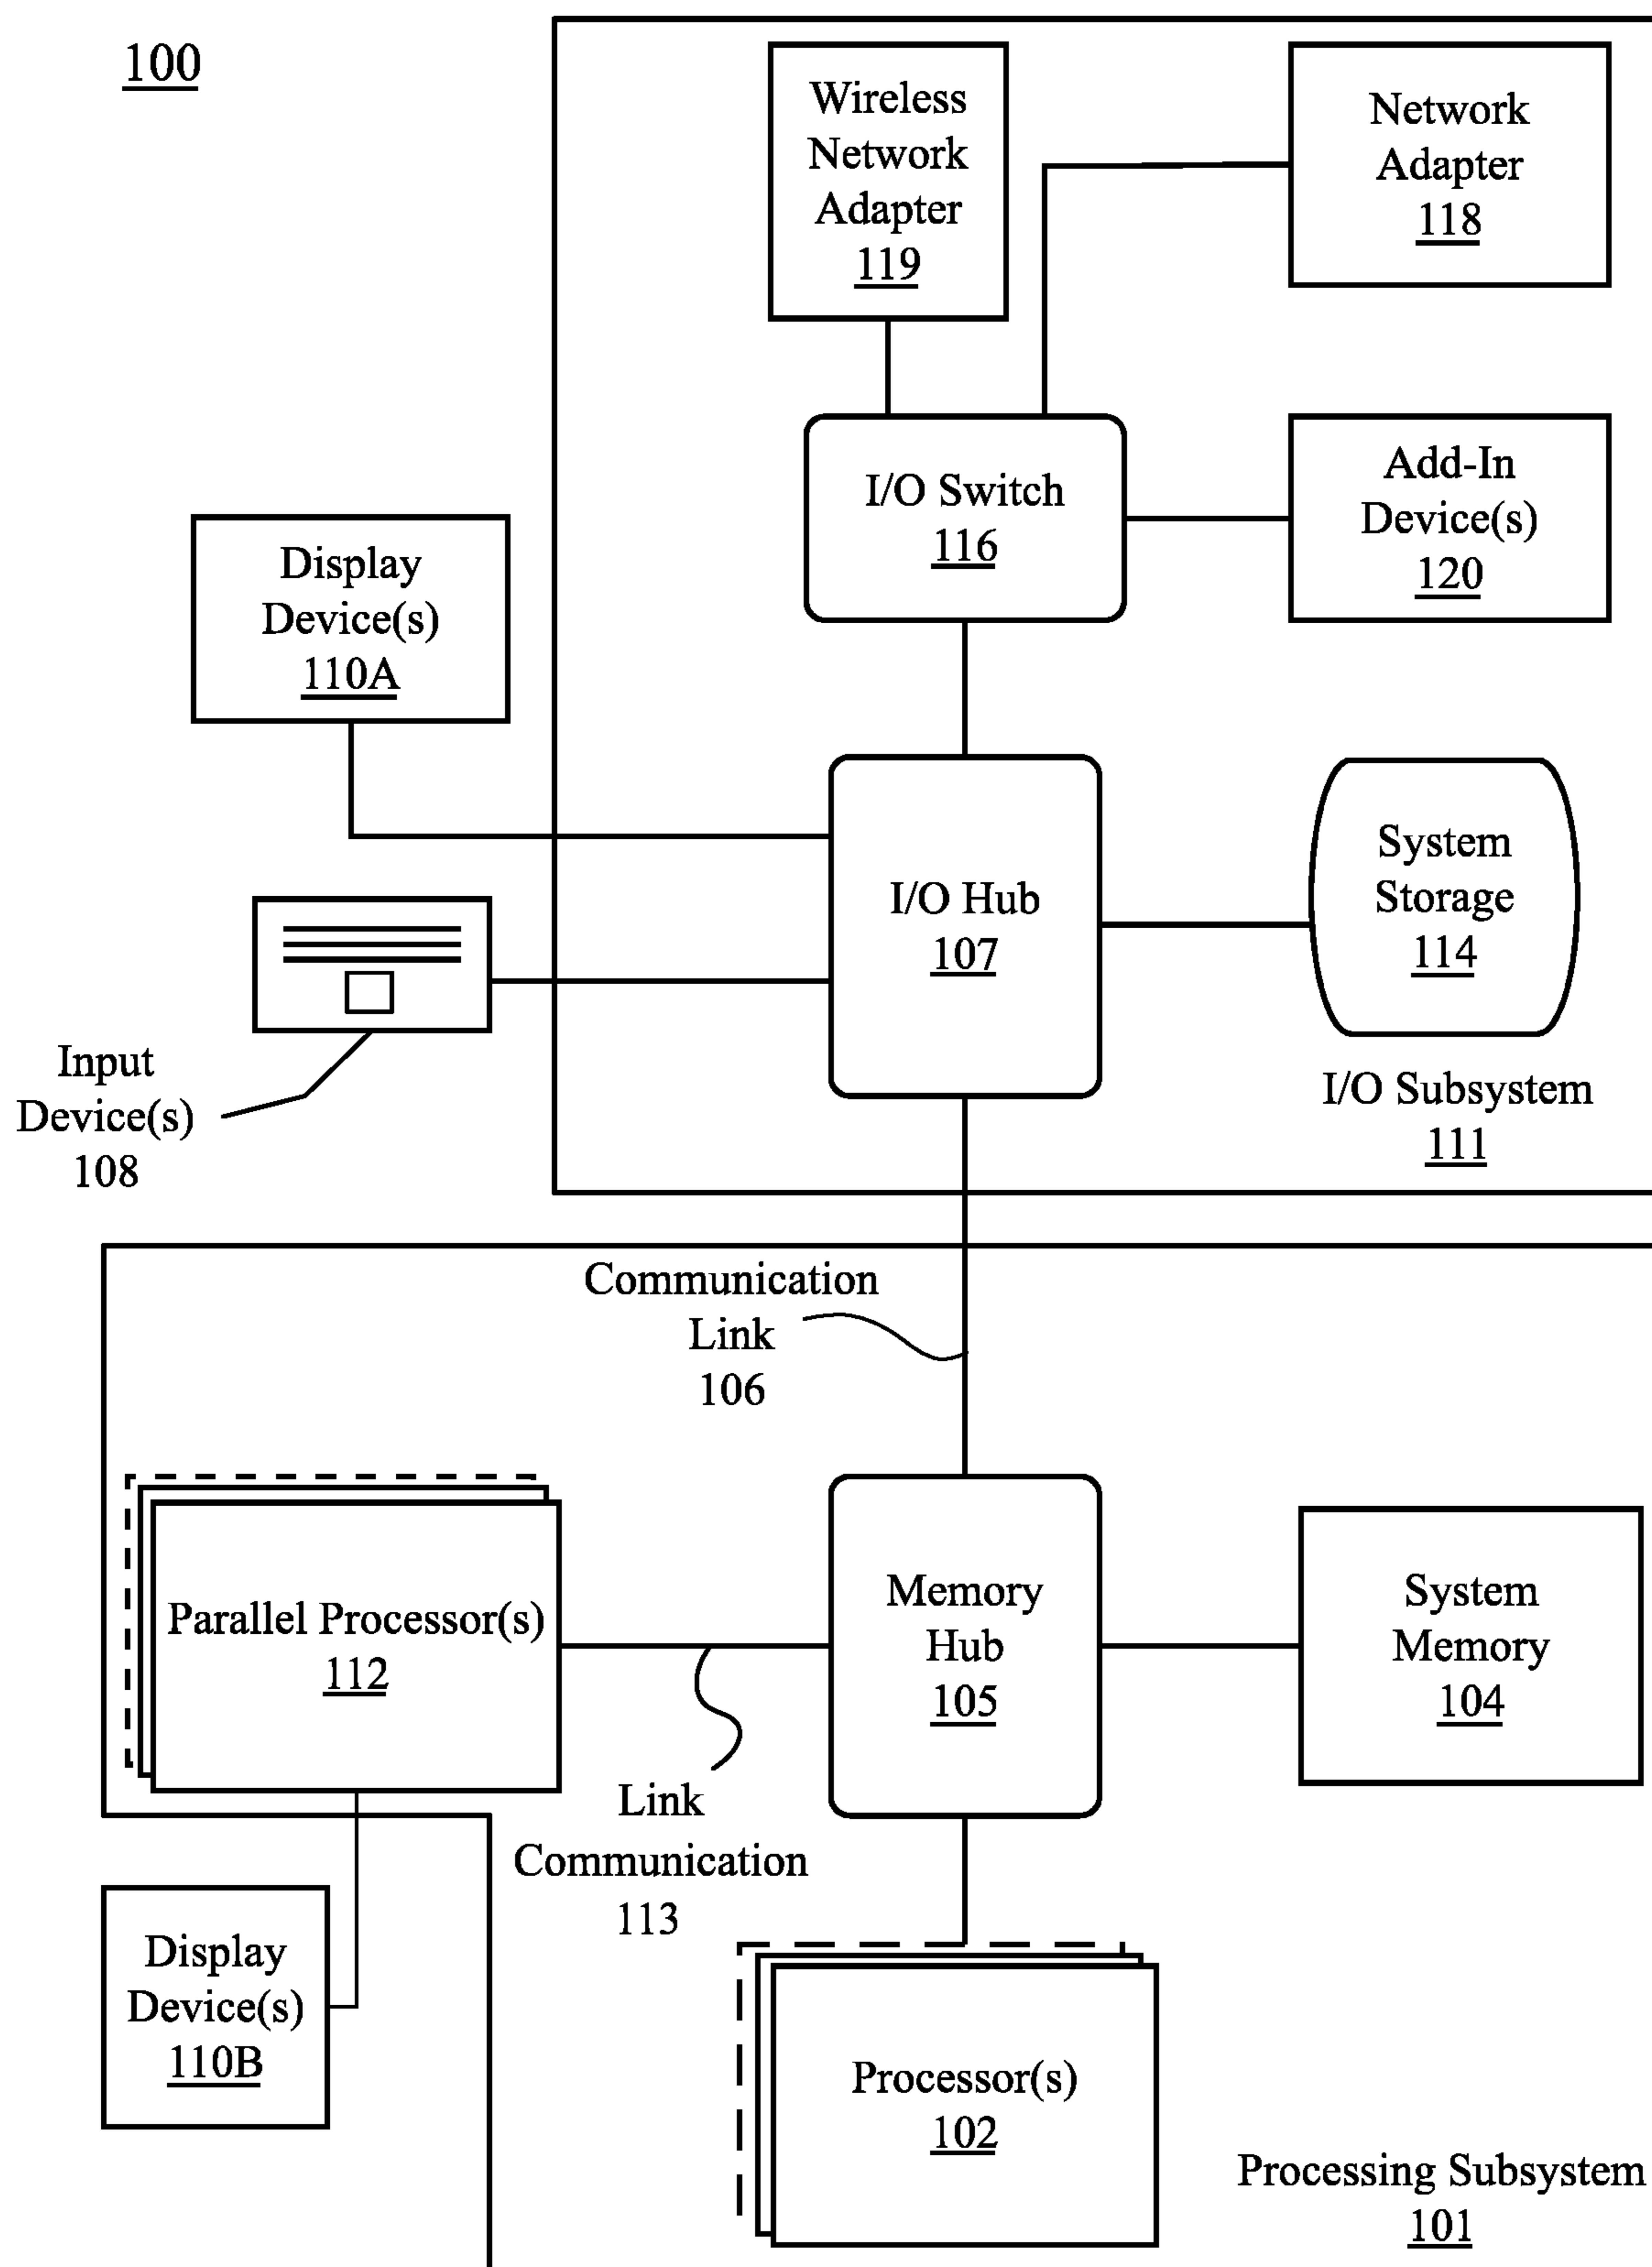 100
Wireless
Network
Adapter
119
Network
Adapter
118
I/O Switch
116
Add-In
Device(s)
120
Display
Device(s)
110A
I/O Hub
107
System
Storage
114
Input
Device(s)
108
I/O Subsystem
111
Communication
Link
106
Parallel Processor(s)
112
Memory
Hub
105
System
Memory
104
Link
Communication
113
Display
Device(s)
110B
Processor(s)
102
Processing Subsystem
101